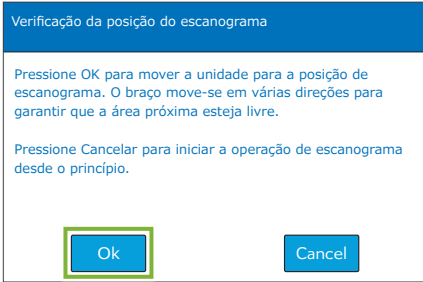 Verificação da posição do escanograma
Pressione OK para mover a unidade para a posição de
escanograma. O braço move-se em várias direções para
garantir que a área próxima esteja livre.
Pressione Cancelar para iniciar a operação de escanograma
desde o princípio.
Ok
Cancel